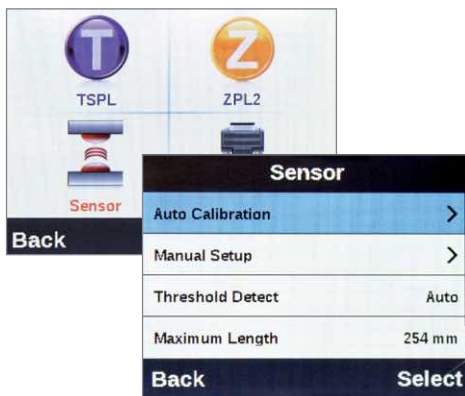 T
Z
TSPL
ZPL2
Sensor
Back
Sensor
Auto Calibration >
Manual Setup >
Threshold Detect Auto
Maximum Length 254 mm
Back Select